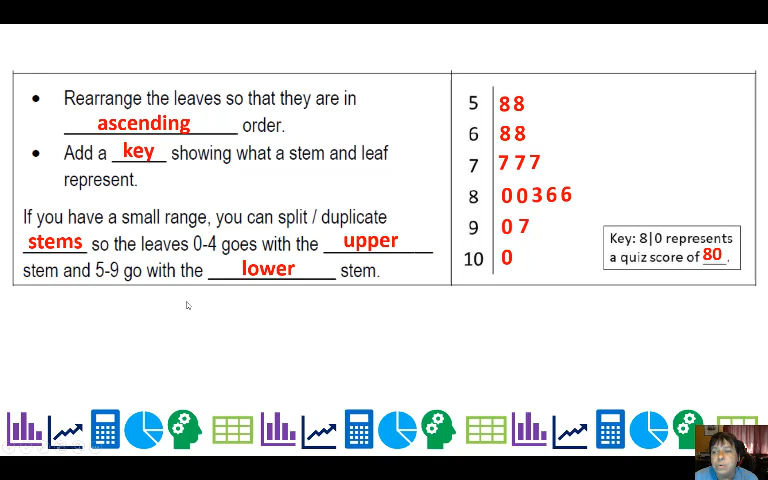 • Rearrange the leaves so that they are in
ascending order.
• Add a key showing what a stem and leaf
represent.
If you have a small range, you can split / duplicate
stems so the leaves 0-4 goes with the upper
stem and 5-9 go with the lower stem.
5 | 8 8
6 | 8 8
7 | 7 7 7
8 | 0 0 3 6 6
9 | 0 7
10 | 0
Key: 8|0 represents
a quiz score of 80.